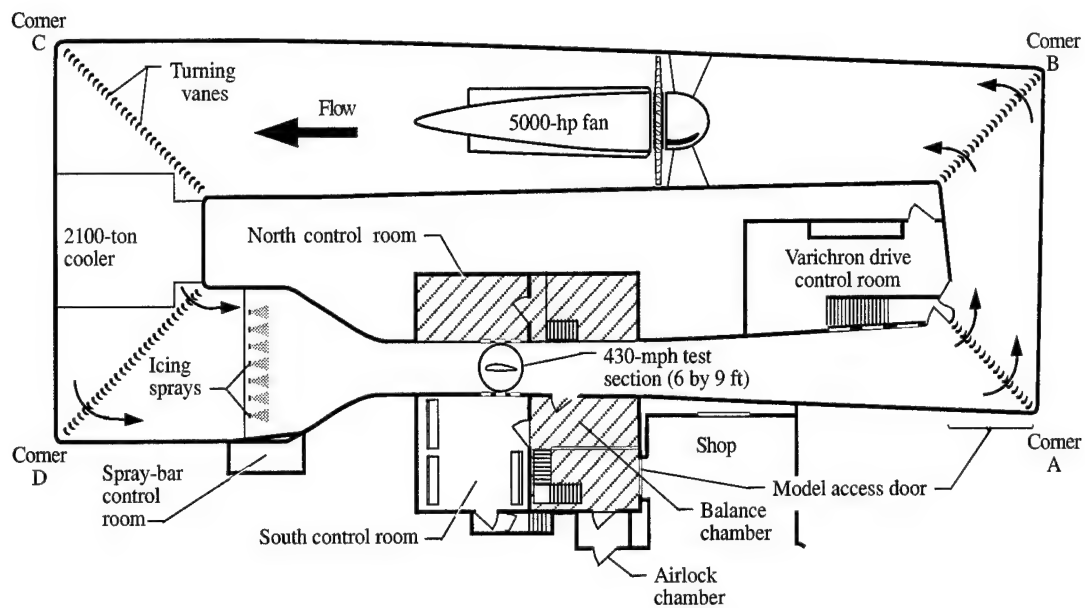 Corner
C
Corner
B
Turning
vanes
Flow
5000-hp fan
2100-ton
cooler
North control room
Varichron drive
control room
Icing
sprays
430-mph test
section (6 by 9 ft)
Corner
D
Spray-bar
control
room
South control room
Shop
Corner
A
Model access door
Balance
chamber
Airlock
chamber